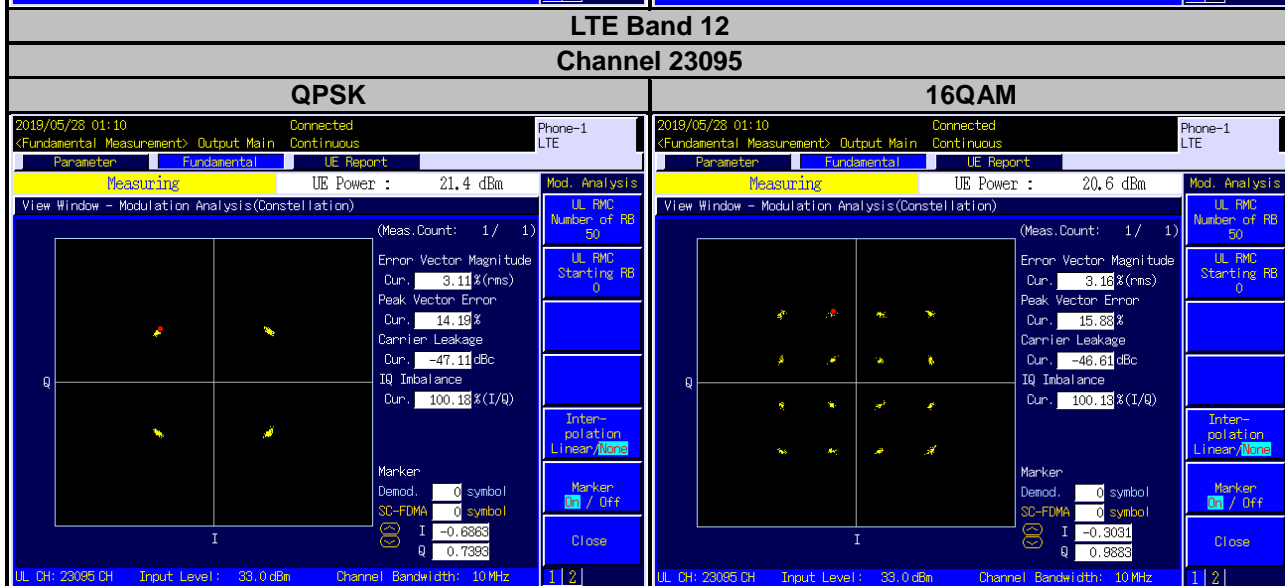 LTE Band 12
Channel 23095
QPSK
16QAM
2019/05/28 01:10 Connected
<Fundamental Measurement> Output Main Continuous
Phone-1
LTE
Parameter Fundamental UE Report
Measuring UE Power : 21.4 dBm
Mod. Analysis
View Window - Modulation Analysis(Constellation)
(Meas.Count: 1/ 1)
UL RMC
Number of RB
50
Error Vector Magnitude
Cur. 3.11 %(rms)
UL RMC
Starting RB
0
Peak Vector Error
Cur. 14.19 %
Carrier Leakage
Cur. -47.11 dBc
IQ Imbalance
Cur. 100.18 %(I/Q)
Q
I
Inter-
polation
Linear/None
Marker
Demod. 0 symbol
SC-FDMA 0 symbol
I -0.6863
Q 0.7393
Marker
On / Off
Close
UL CH: 23095 CH Input Level: 33.0 dBm Channel Bandwidth: 10 MHz
1 2
2019/05/28 01:10 Connected
<Fundamental Measurement> Output Main Continuous
Phone-1
LTE
Parameter Fundamental UE Report
Measuring UE Power : 20.6 dBm
Mod. Analysis
View Window - Modulation Analysis(Constellation)
(Meas.Count: 1/ 1)
UL RMC
Number of RB
50
Error Vector Magnitude
Cur. 3.16 %(rms)
UL RMC
Starting RB
0
Peak Vector Error
Cur. 15.88 %
Carrier Leakage
Cur. -46.61 dBc
IQ Imbalance
Cur. 100.13 %(I/Q)
Q
I
Inter-
polation
Linear/None
Marker
Demod. 0 symbol
SC-FDMA 0 symbol
I -0.3031
Q 0.9883
Marker
On / Off
Close
UL CH: 23095 CH Input Level: 33.0 dBm Channel Bandwidth: 10 MHz
1 2